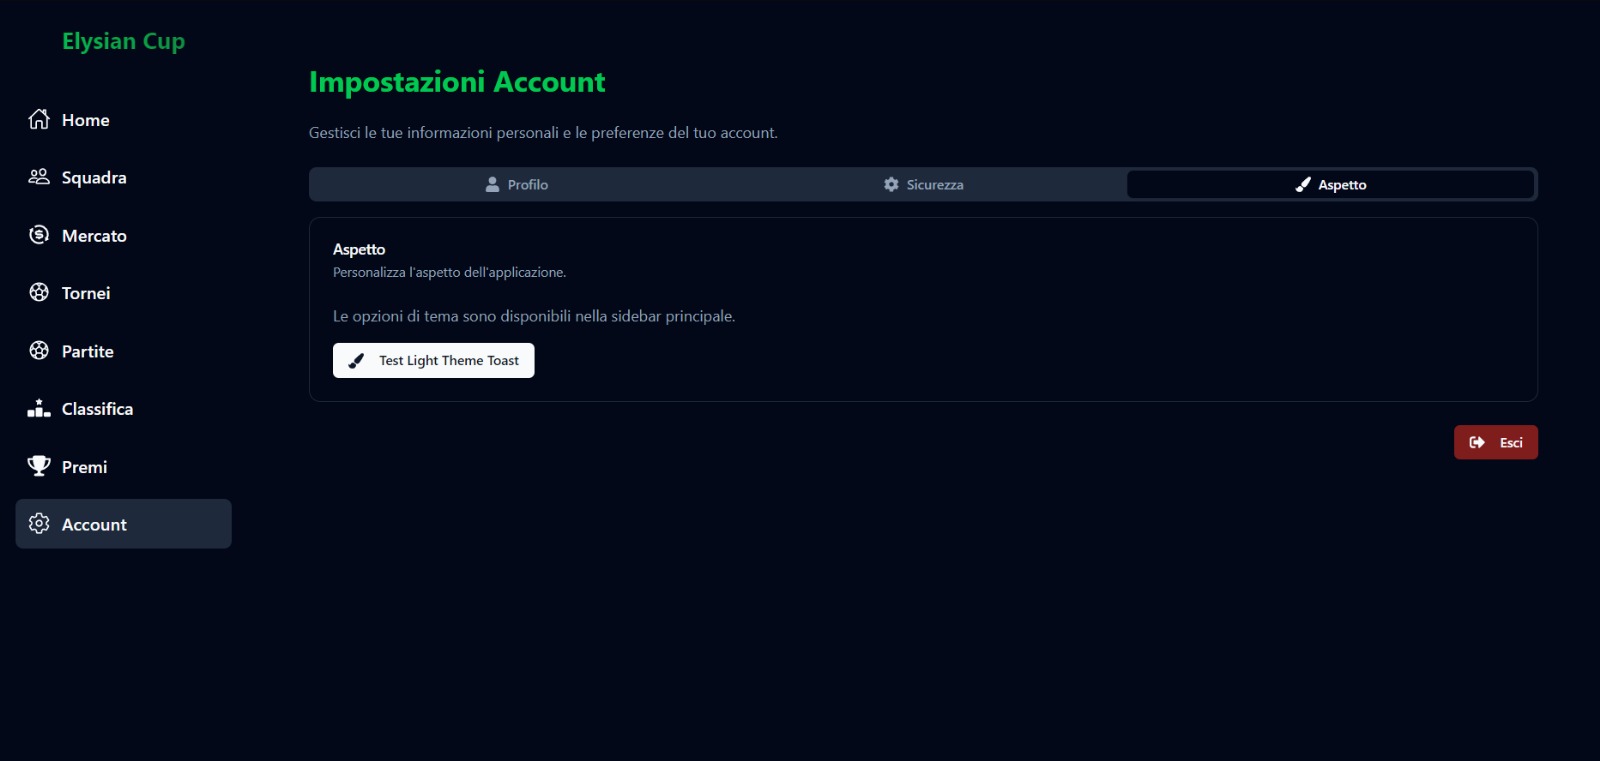 Elysian Cup
Home
Squadra
Mercato
Tornei
Partite
Classifica
Premi
Account
Impostazioni Account
Gestisci le tue informazioni personali e le preferenze del tuo account.
Profilo
Sicurezza
Aspetto
Aspetto
Personalizza l'aspetto dell'applicazione.
Le opzioni di tema sono disponibili nella sidebar principale.
Test Light Theme Toast
Esci